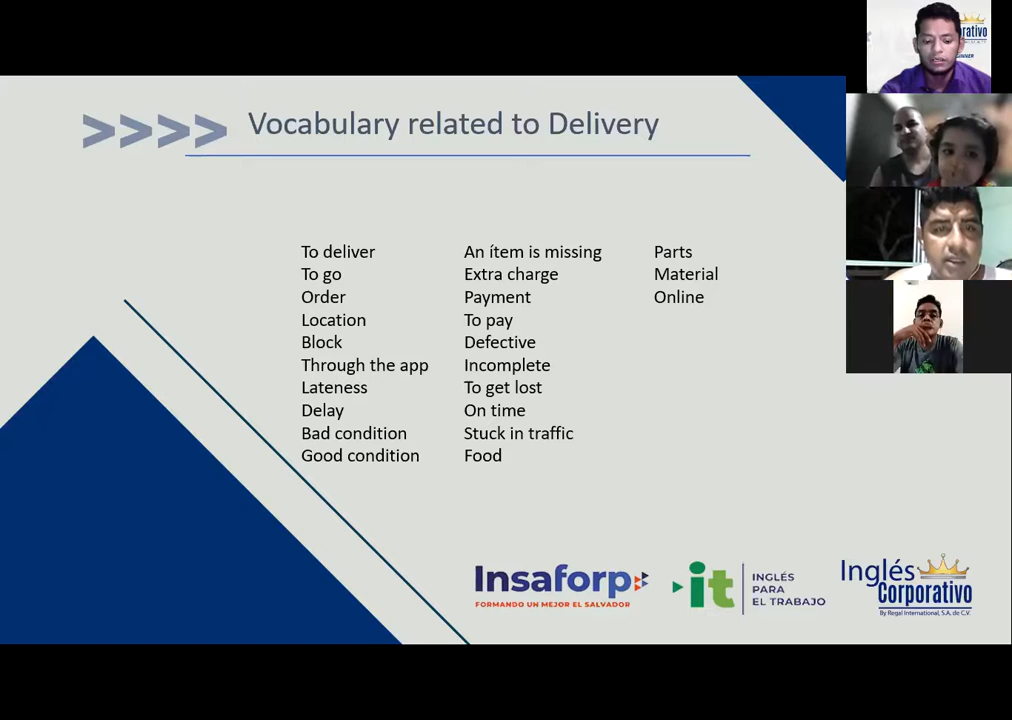 >>>> Vocabulary related to Delivery
To deliver
To go
Order
Location
Block
Through the app
Lateness
Delay
Bad condition
Good condition
An ítem is missing
Extra charge
Payment
To pay
Defective
Incomplete
To get lost
On time
Stuck in traffic
Food
Parts
Material
Online
Insaforp
FORMANDO UN MEJOR EL SALVADOR
it
INGLÉS
PARA
EL TRABAJO
Inglés
Corporativo
By Regal International, S.A. de C.V.